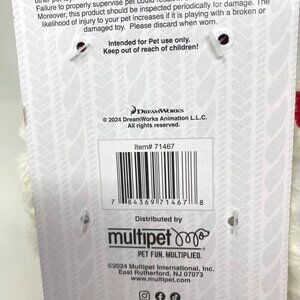 Failure to properly supervise pet could
Moreover, this product should be inspected periodically for damage. The
likelihood of injury to your pet increases if it is playing with a broken or
damaged toy. Please discard when worn.
Intended for Pet use only.
Keep out of reach of children!
DREAMWORKS
© 2024 DreamWorks Animation L.L.C.
All rights reserved.
Item# 71467
7 84369 71467 8
Distributed by
multipet
PET FUN. MULTIPLIED.
©2024 Multipet International, Inc.
East Rutherford, NJ 07073
www.multipet.com